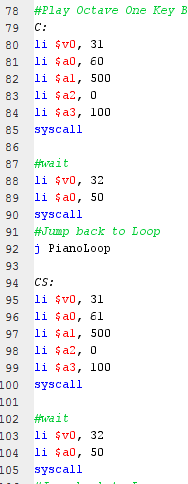 78 #Play Octave One Key B
79 C:
80 li $v0, 31
81 li $a0, 60
82 li $a1, 500
83 li $a2, 0
84 li $a3, 100
85 syscall
86
87 #wait
88 li $v0, 32
89 li $a0, 50
90 syscall
91 #Jump back to Loop
92 j PianoLoop
93
94 CS:
95 li $v0, 31
96 li $a0, 61
97 li $a1, 500
98 li $a2, 0
99 li $a3, 100
100 syscall
101
102 #wait
103 li $v0, 32
104 li $a0, 50
105 syscall